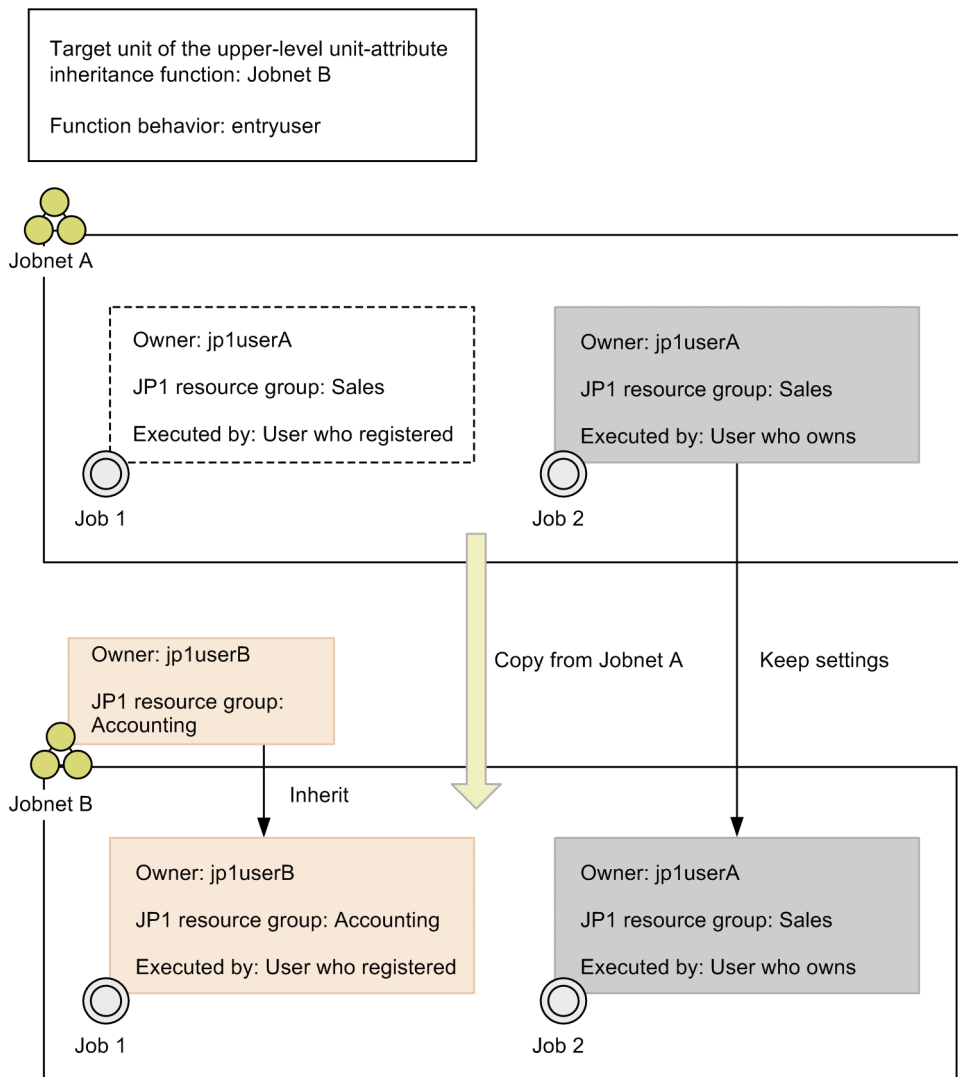 Target unit of the upper-level unit-attribute
inheritance function: Jobnet B
Function behavior: entryuser
Jobnet A
Owner: jp1userA
JP1 resource group: Sales
Executed by: User who registered
Job 1
Owner: jp1userA
JP1 resource group: Sales
Executed by: User who owns
Job 2
Copy from Jobnet A
Keep settings
Owner: jp1userB
JP1 resource group:
Accounting
Jobnet B
Inherit
Owner: jp1userB
JP1 resource group: Accounting
Executed by: User who registered
Job 1
Owner: jp1userA
JP1 resource group: Sales
Executed by: User who owns
Job 2